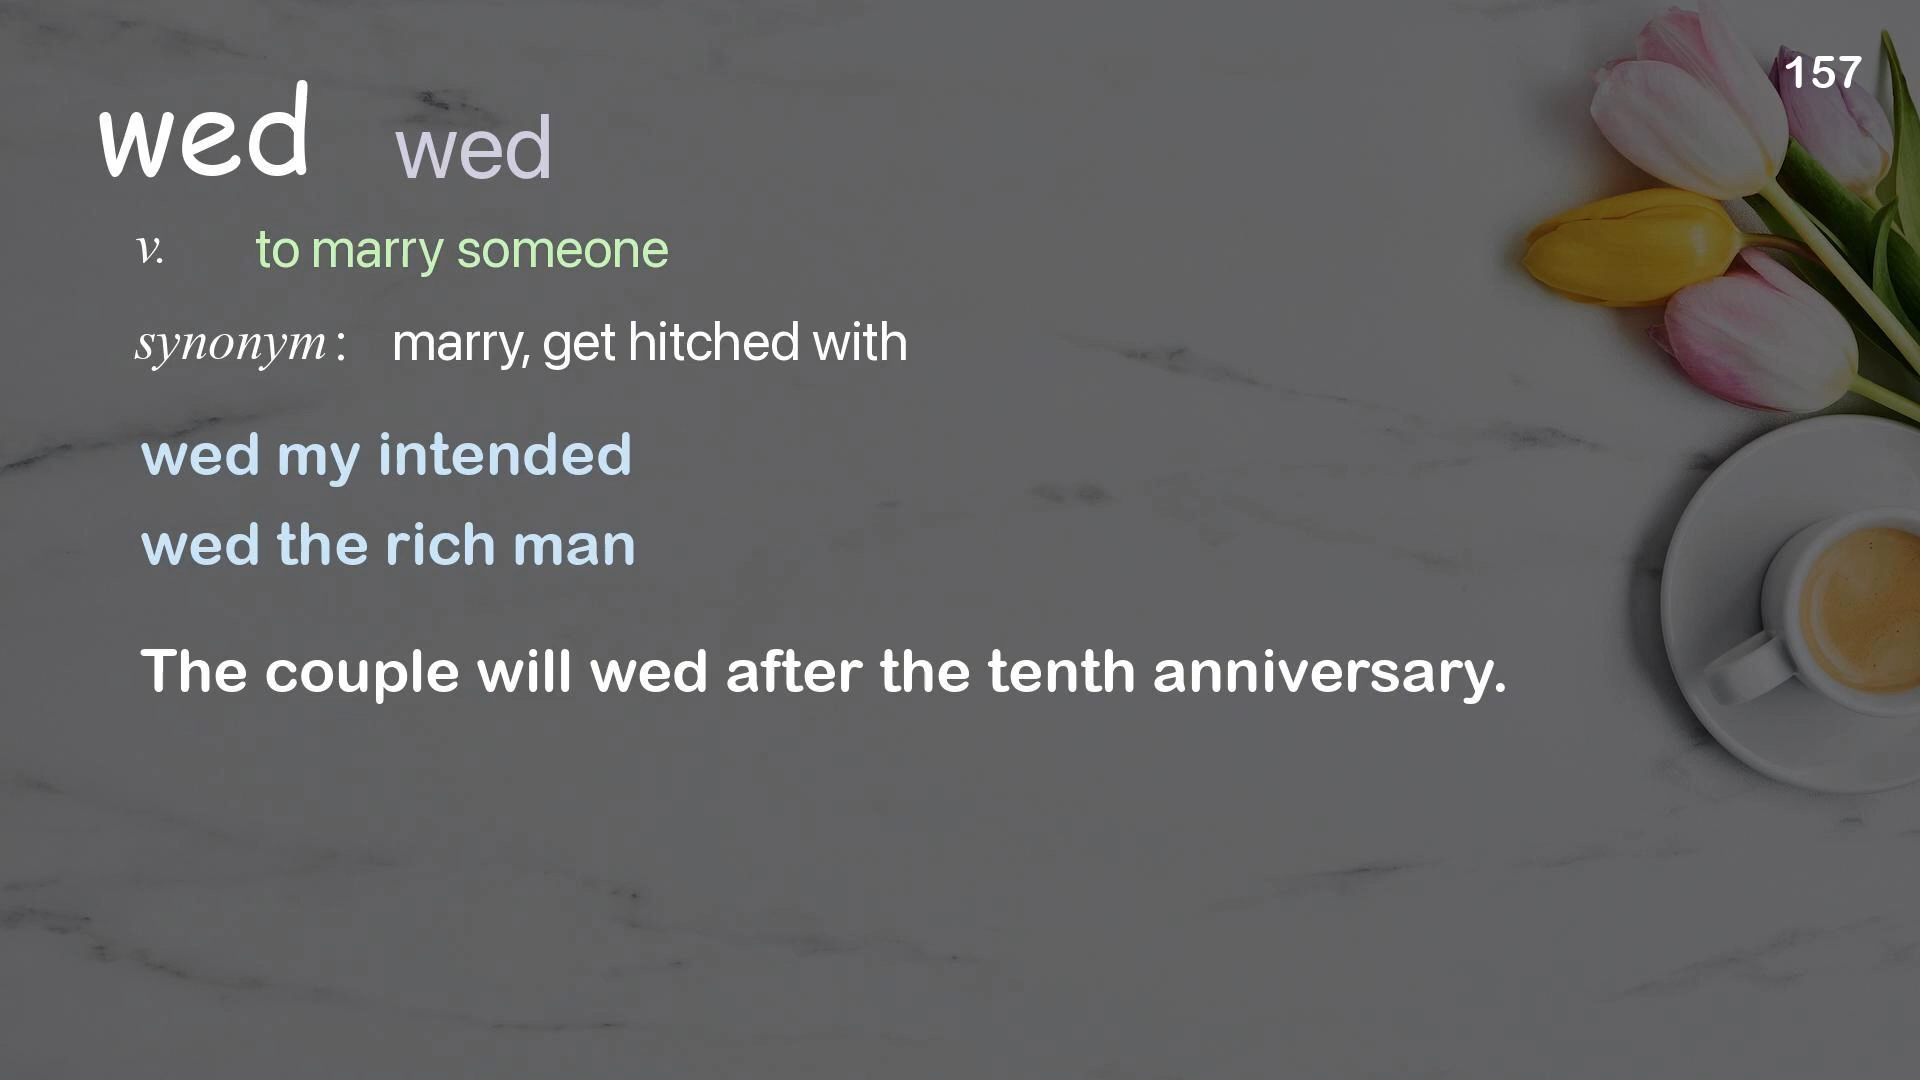 157
wed wed
v. to marry someone
synonym: marry, get hitched with
wed my intended
wed the rich man
The couple will wed after the tenth anniversary.